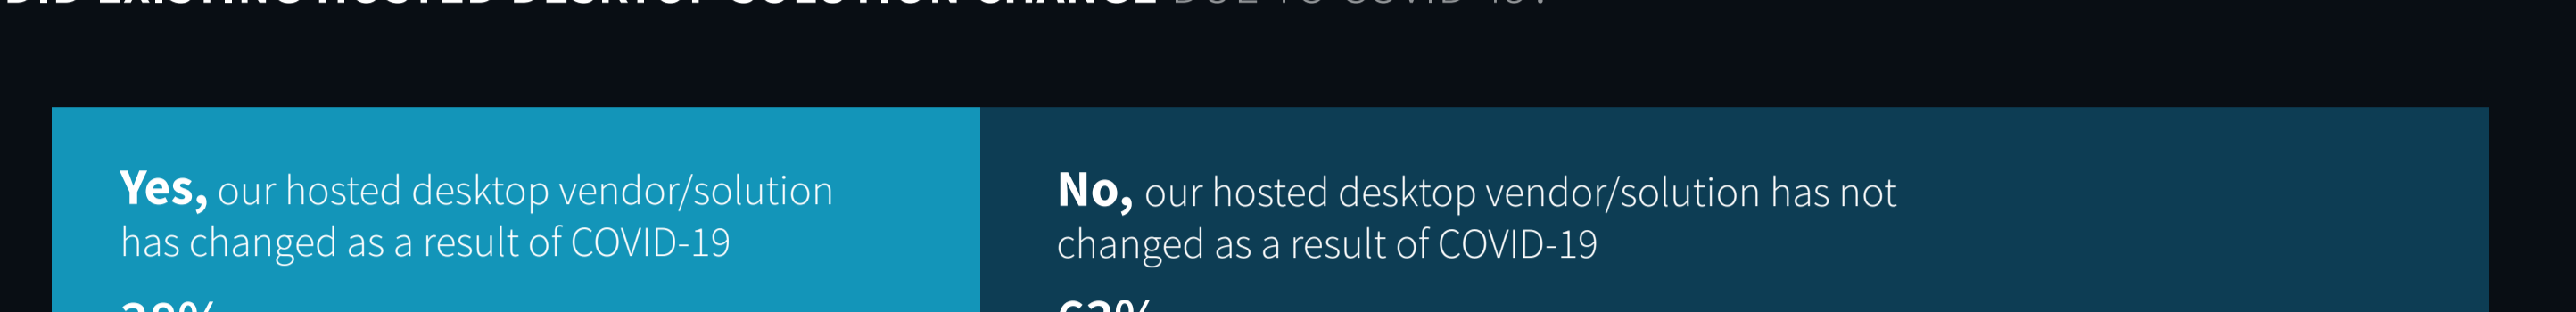 Yes, our hosted desktop vendor/solution
has changed as a result of COVID-19
No, our hosted desktop vendor/solution has not
changed as a result of COVID-19